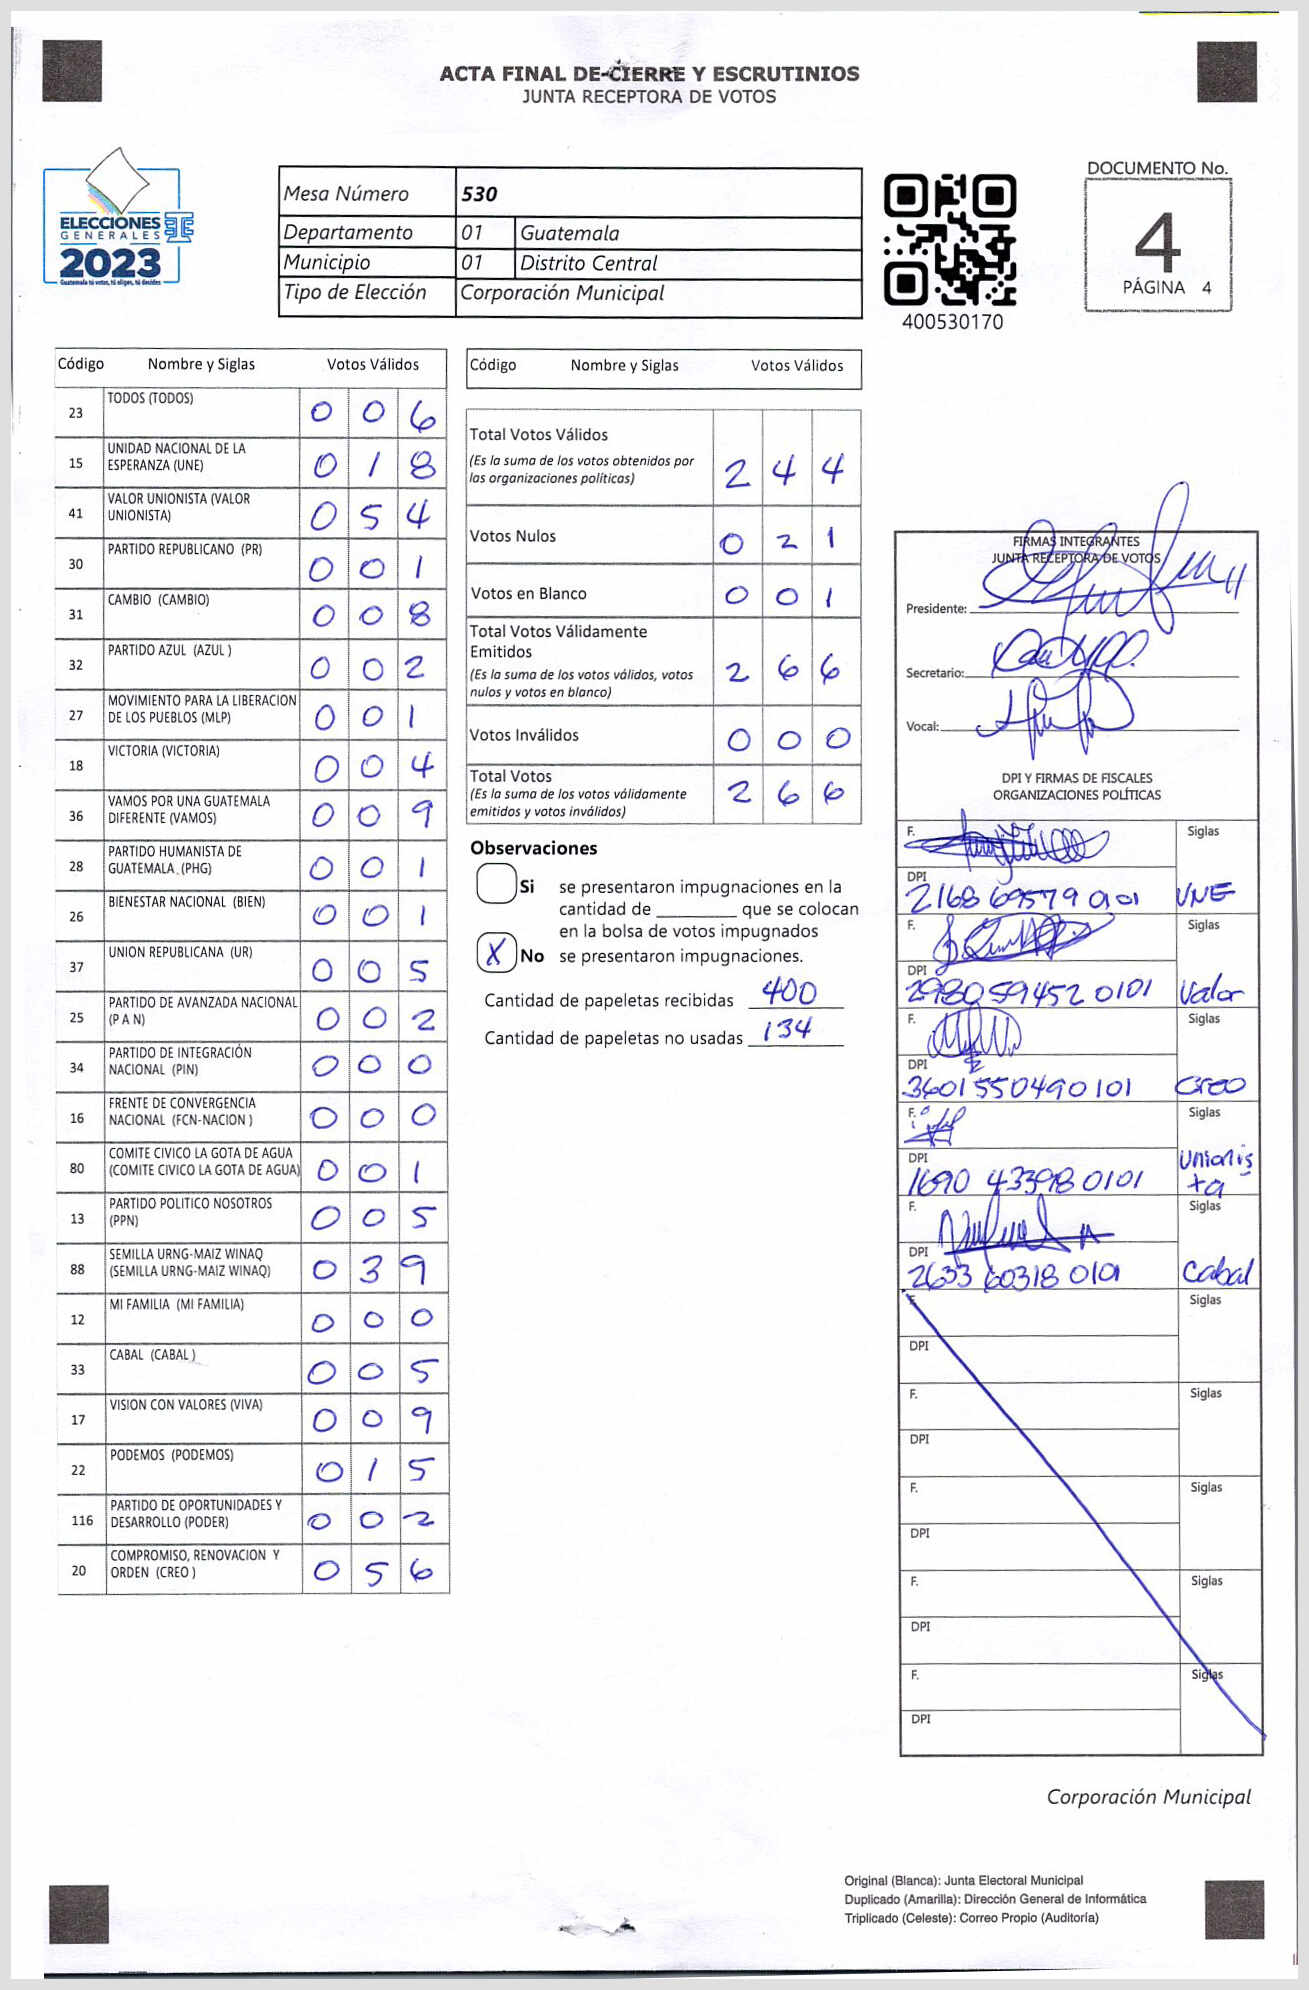 ACTA FINAL DE CIERRE Y ESCRUTINIOS
JUNTA RECEPTORA DE VOTOS
ELECCIONES
GENERALES
2023
Guatemala tú votas, tú eliges, tú decides
Mesa Número 530
Departamento 01 Guatemala
Municipio 01 Distrito Central
Tipo de Elección Corporación Municipal
400530170
DOCUMENTO No.
4
PÁGINA 4
Código Nombre y Siglas Votos Válidos
23 TODOS (TODOS) 0 0 6
15 UNIDAD NACIONAL DE LA
ESPERANZA (UNE) 0 1 8
41 VALOR UNIONISTA (VALOR
UNIONISTA) 0 5 4
30 PARTIDO REPUBLICANO (PR) 0 0 1
31 CAMBIO (CAMBIO) 0 0 8
32 PARTIDO AZUL (AZUL ) 0 0 2
27 MOVIMIENTO PARA LA LIBERACION
DE LOS PUEBLOS (MLP) 0 0 1
18 VICTORIA (VICTORIA) 0 0 4
36 VAMOS POR UNA GUATEMALA
DIFERENTE (VAMOS) 0 0 9
28 PARTIDO HUMANISTA DE
GUATEMALA (PHG) 0 0 1
26 BIENESTAR NACIONAL (BIEN) 0 0 1
37 UNION REPUBLICANA (UR) 0 0 5
25 PARTIDO DE AVANZADA NACIONAL
(P A N) 0 0 2
34 PARTIDO DE INTEGRACIÓN
NACIONAL (PIN) 0 0 0
16 FRENTE DE CONVERGENCIA
NACIONAL (FCN-NACION ) 0 0 0
80 COMITE CIVICO LA GOTA DE AGUA
(COMITE CIVICO LA GOTA DE AGUA) 0 0 1
13 PARTIDO POLITICO NOSOTROS
(PPN) 0 0 5
88 SEMILLA URNG-MAIZ WINAQ
(SEMILLA URNG-MAIZ WINAQ) 0 3 9
12 MI FAMILIA (MI FAMILIA) 0 0 0
33 CABAL (CABAL ) 0 0 5
17 VISION CON VALORES (VIVA) 0 0 9
22 PODEMOS (PODEMOS) 0 1 5
116 PARTIDO DE OPORTUNIDADES Y
DESARROLLO (PODER) 0 0 2
20 COMPROMISO, RENOVACION Y
ORDEN (CREO ) 0 5 6
Código Nombre y Siglas Votos Válidos
Total Votos Válidos
(Es la suma de los votos obtenidos por
las organizaciones políticas) 2 4 4
Votos Nulos 0 2 1
Votos en Blanco 0 0 1
Total Votos Válidamente
Emitidos
(Es la suma de los votos válidos, votos
nulos y votos en blanco) 2 6 6
Votos Inválidos 0 0 0
Total Votos
(Es la suma de los votos válidamente
emitidos y votos inválidos) 2 6 6
Observaciones
Si se presentaron impugnaciones en la
cantidad de ________ que se colocan
en la bolsa de votos impugnados
X No se presentaron impugnaciones.
Cantidad de papeletas recibidas 400
Cantidad de papeletas no usadas 134
FIRMAS INTEGRANTES
JUNTA RECEPTORA DE VOTOS
Presidente:
Secretario:
Vocal:
DPI Y FIRMAS DE FISCALES
ORGANIZACIONES POLÍTICAS
F. Siglas
DPI
2168 69579 0101 UNE
F. Siglas
DPI
2980594520101 Valor
F. Siglas
DPI
3601550490101 Creo
F. Siglas
DPI Unionis
1690 43398 0101 ta
F. Siglas
DPI
2633 60318 0101 Cabal
F. Siglas
DPI
F. Siglas
DPI
F. Siglas
DPI
F. Siglas
DPI
F. Siglas
DPI
Corporación Municipal
Original (Blanca): Junta Electoral Municipal
Duplicado (Amarilla): Dirección General de Informática
Triplicado (Celeste): Correo Propio (Auditoría)